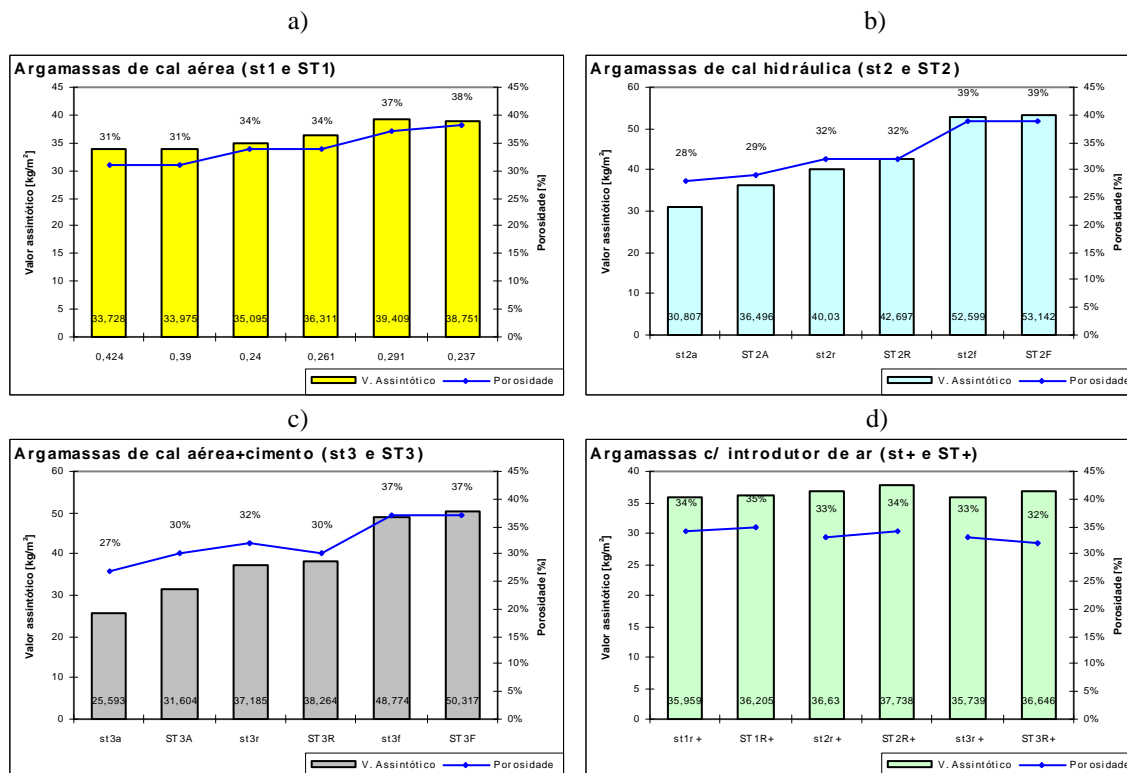 a)
Argamassas de cal aérea (st1 e ST1)
Valor assintótico [kg/m²]
45
40
35
30
25
20
15
10
5
0
31% 31% 34% 34% 37% 38%
33,728 33,975 35,095 36,311 39,409 38,751
0,424 0,39 0,24 0,261 0,291 0,237
45%
40%
35%
30%
25%
20%
15%
10%
5%
0%
Porosidade [%]
V. Assintótico Porosidade
b)
Argamassas de cal hidráulica (st2 e ST2)
Valor assintótico [kg/m²]
60
50
40
30
20
10
0
28% 29% 32% 32% 39% 39%
30,807 36,496 40,03 42,697 52,599 53,142
st2a ST2A st2r ST2R st2f ST2F
45%
40%
35%
30%
25%
20%
15%
10%
5%
0%
Porosidade [%]
V. Assintótico Porosidade
c)
Argamassas de cal aérea+cimento (st3 e ST3)
Valor assintótico [kg/m²]
60
50
40
30
20
10
0
27% 30% 32% 30% 37% 37%
25,593 31,604 37,185 38,264 48,774 50,317
st3a ST3A st3r ST3R st3f ST3F
45%
40%
35%
30%
25%
20%
15%
10%
5%
0%
Porosidade [%]
V. Assintótico Porosidade
d)
Argamassas c/ introdutor de ar (st+ e ST+)
Valor assintótico [kg/m²]
40
35
30
25
20
15
10
5
0
34% 35% 33% 34% 33% 32%
35,959 36,205 36,63 37,738 35,739 36,646
st1r+ ST1R+ st2r+ ST2R+ st3r+ ST3R+
45%
40%
35%
30%
25%
20%
15%
10%
5%
0%
Porosidade [%]
V. Assintótico Porosidade